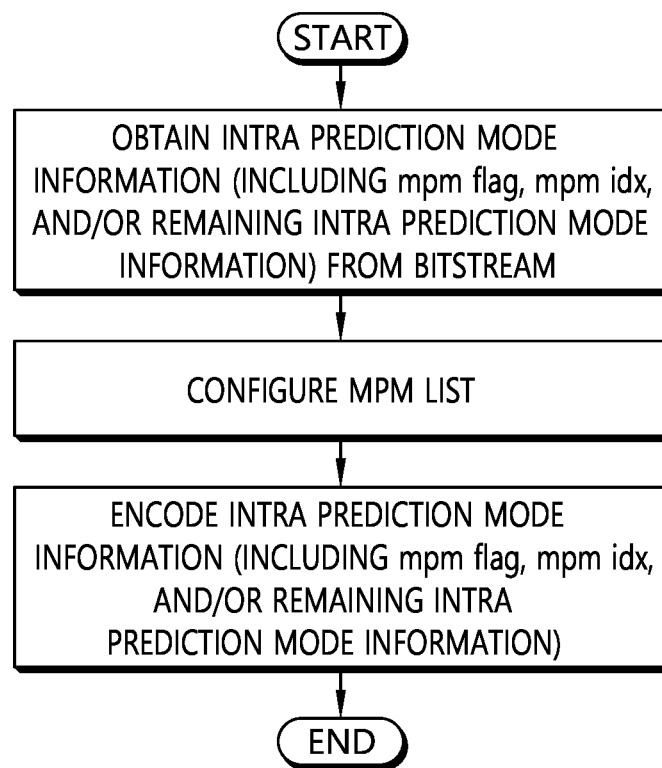 START
OBTAIN INTRA PREDICTION MODE
INFORMATION (INCLUDING mpm flag, mpm idx,
AND/OR REMAINING INTRA PREDICTION MODE
INFORMATION) FROM BITSTREAM
CONFIGURE MPM LIST
ENCODE INTRA PREDICTION MODE
INFORMATION (INCLUDING mpm flag, mpm idx,
AND/OR REMAINING INTRA
PREDICTION MODE INFORMATION)
END